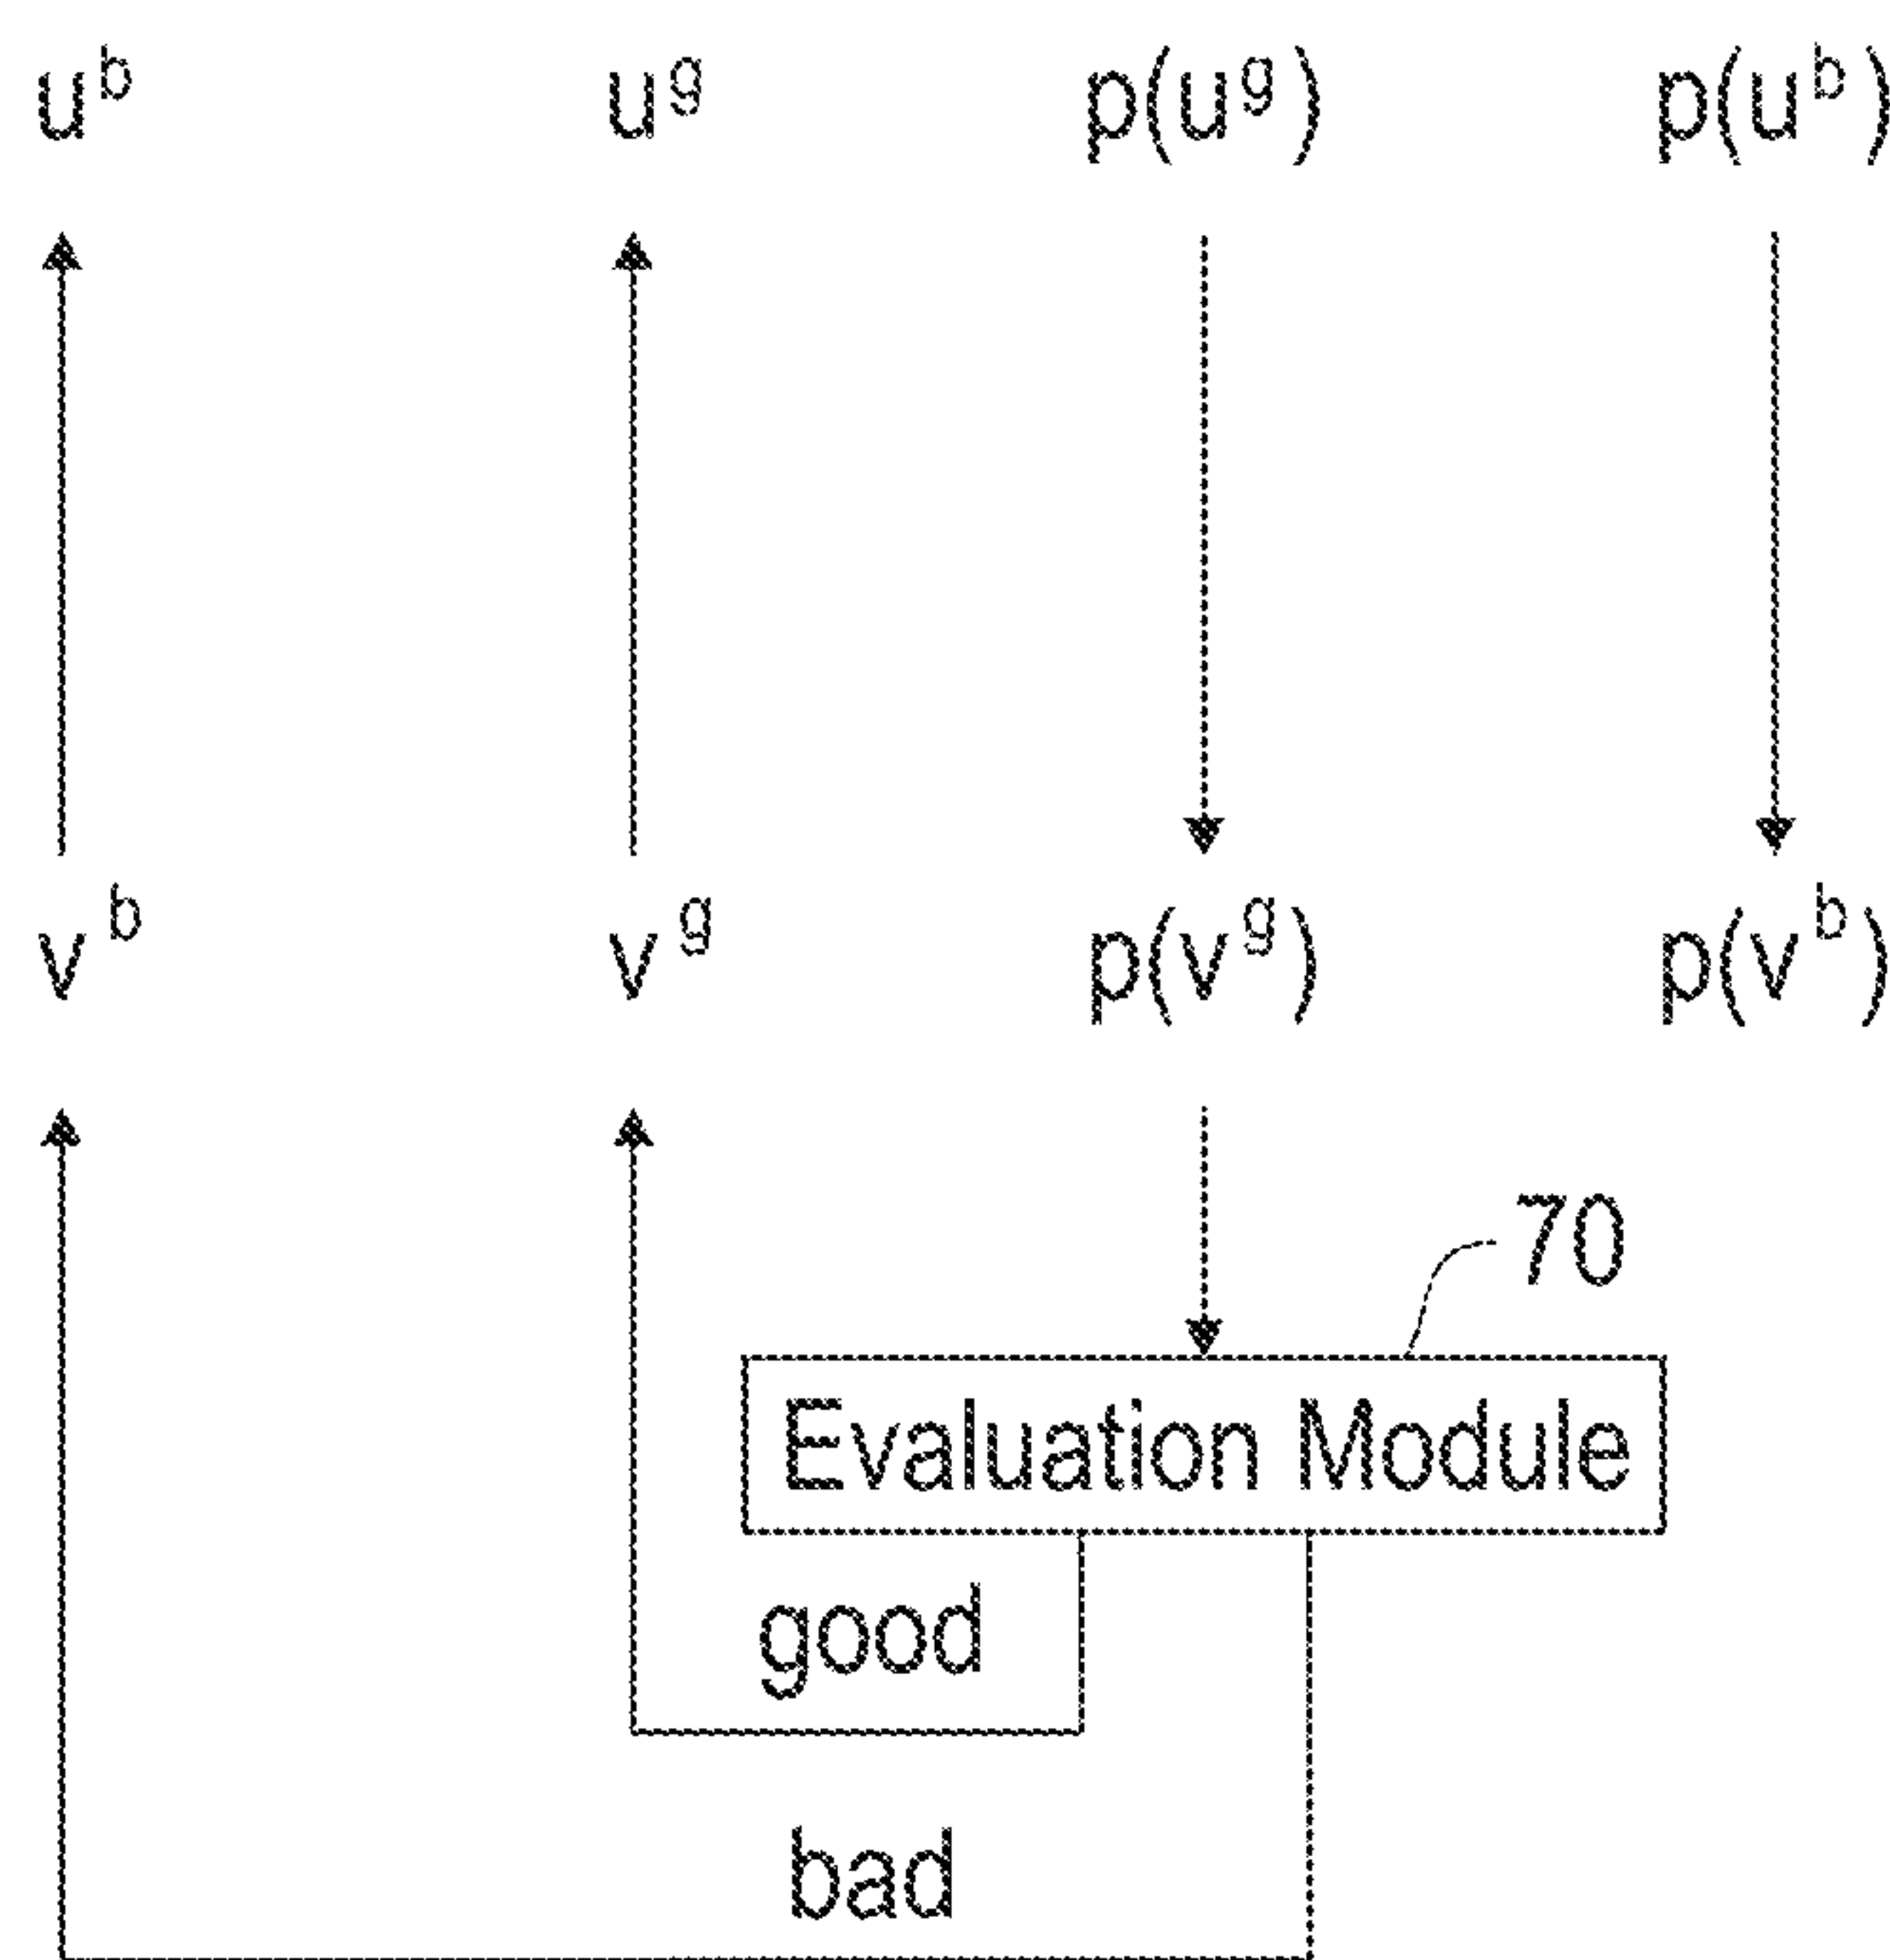 u^b u^g p(u^g) p(u^b)
v^b v^g p(v^g) p(v^b)
70
Evaluation Module
good
bad